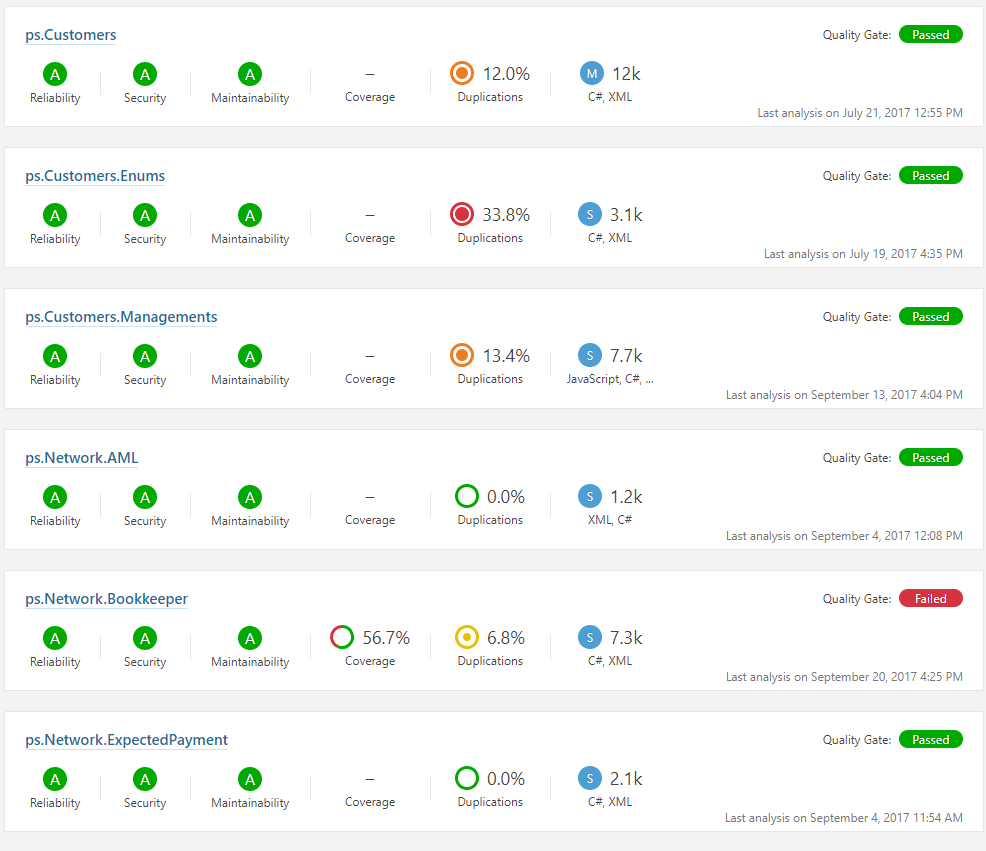 ps.Customers Quality Gate: Passed
A A A – 12.0% M 12k
Reliability Security Maintainability Coverage Duplications C#, XML
Last analysis on July 21, 2017 12:55 PM
ps.Customers.Enums Quality Gate: Passed
A A A – 33.8% S 3.1k
Reliability Security Maintainability Coverage Duplications C#, XML
Last analysis on July 19, 2017 4:35 PM
ps.Customers.Managements Quality Gate: Passed
A A A – 13.4% S 7.7k
Reliability Security Maintainability Coverage Duplications JavaScript, C#, ...
Last analysis on September 13, 2017 4:04 PM
ps.Network.AML Quality Gate: Passed
A A A – 0.0% S 1.2k
Reliability Security Maintainability Coverage Duplications XML, C#
Last analysis on September 4, 2017 12:08 PM
ps.Network.Bookkeeper Quality Gate: Failed
A A A 56.7% 6.8% S 7.3k
Reliability Security Maintainability Coverage Duplications C#, XML
Last analysis on September 20, 2017 4:25 PM
ps.Network.ExpectedPayment Quality Gate: Passed
A A A – 0.0% S 2.1k
Reliability Security Maintainability Coverage Duplications C#, XML
Last analysis on September 4, 2017 11:54 AM